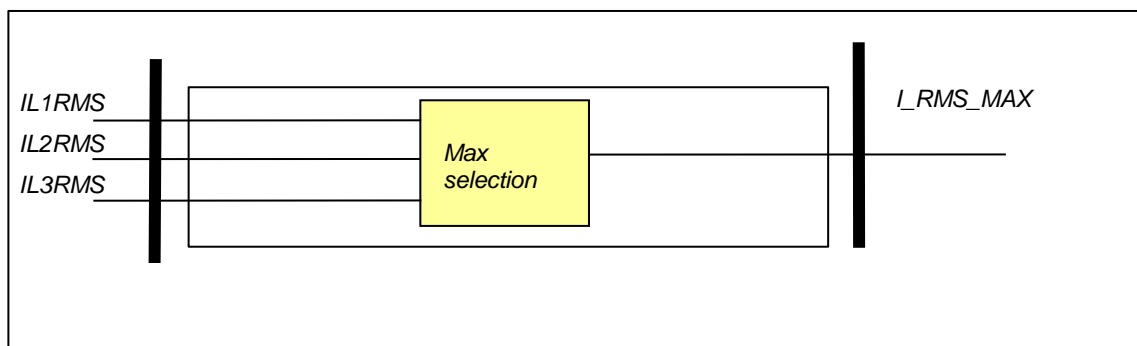 IL1RMS
IL2RMS
IL3RMS
Max
selection
I_RMS_MAX